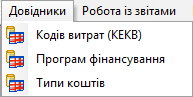 Довідники Робота із звітами
Кодів витрат (КЕКВ)
Програм фінансування
Типи коштів